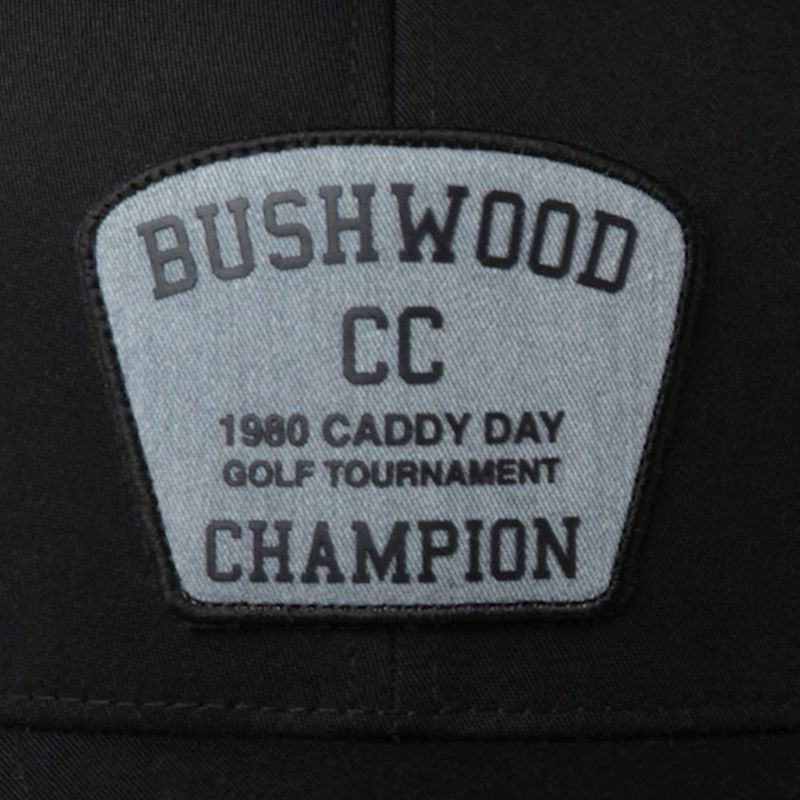 BUSHWOOD
CC
1980 CADDY DAY
GOLF TOURNAMENT
CHAMPION